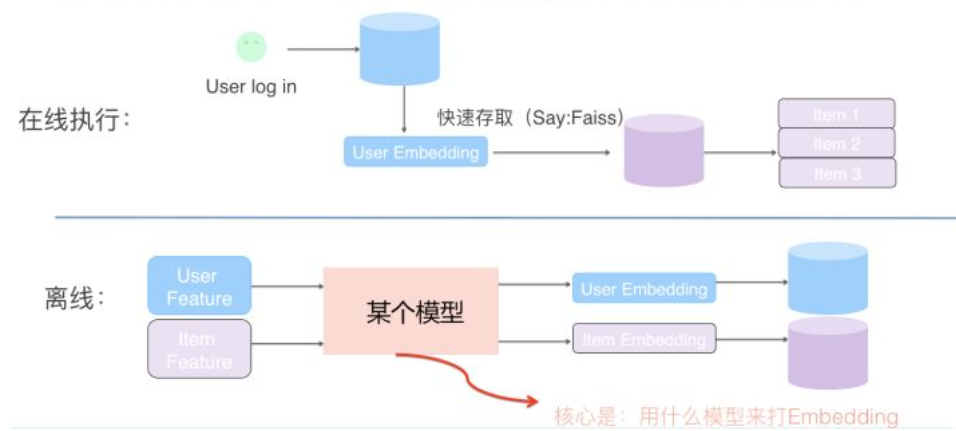 User log in
在线执行：
快速存取（Say:Faiss）
User Embedding
Item 1
Item 2
Item 3
离线：
User
Feature
Item
Feature
某个模型
User Embedding
Item Embedding
核心是：用什么模型来打Embedding